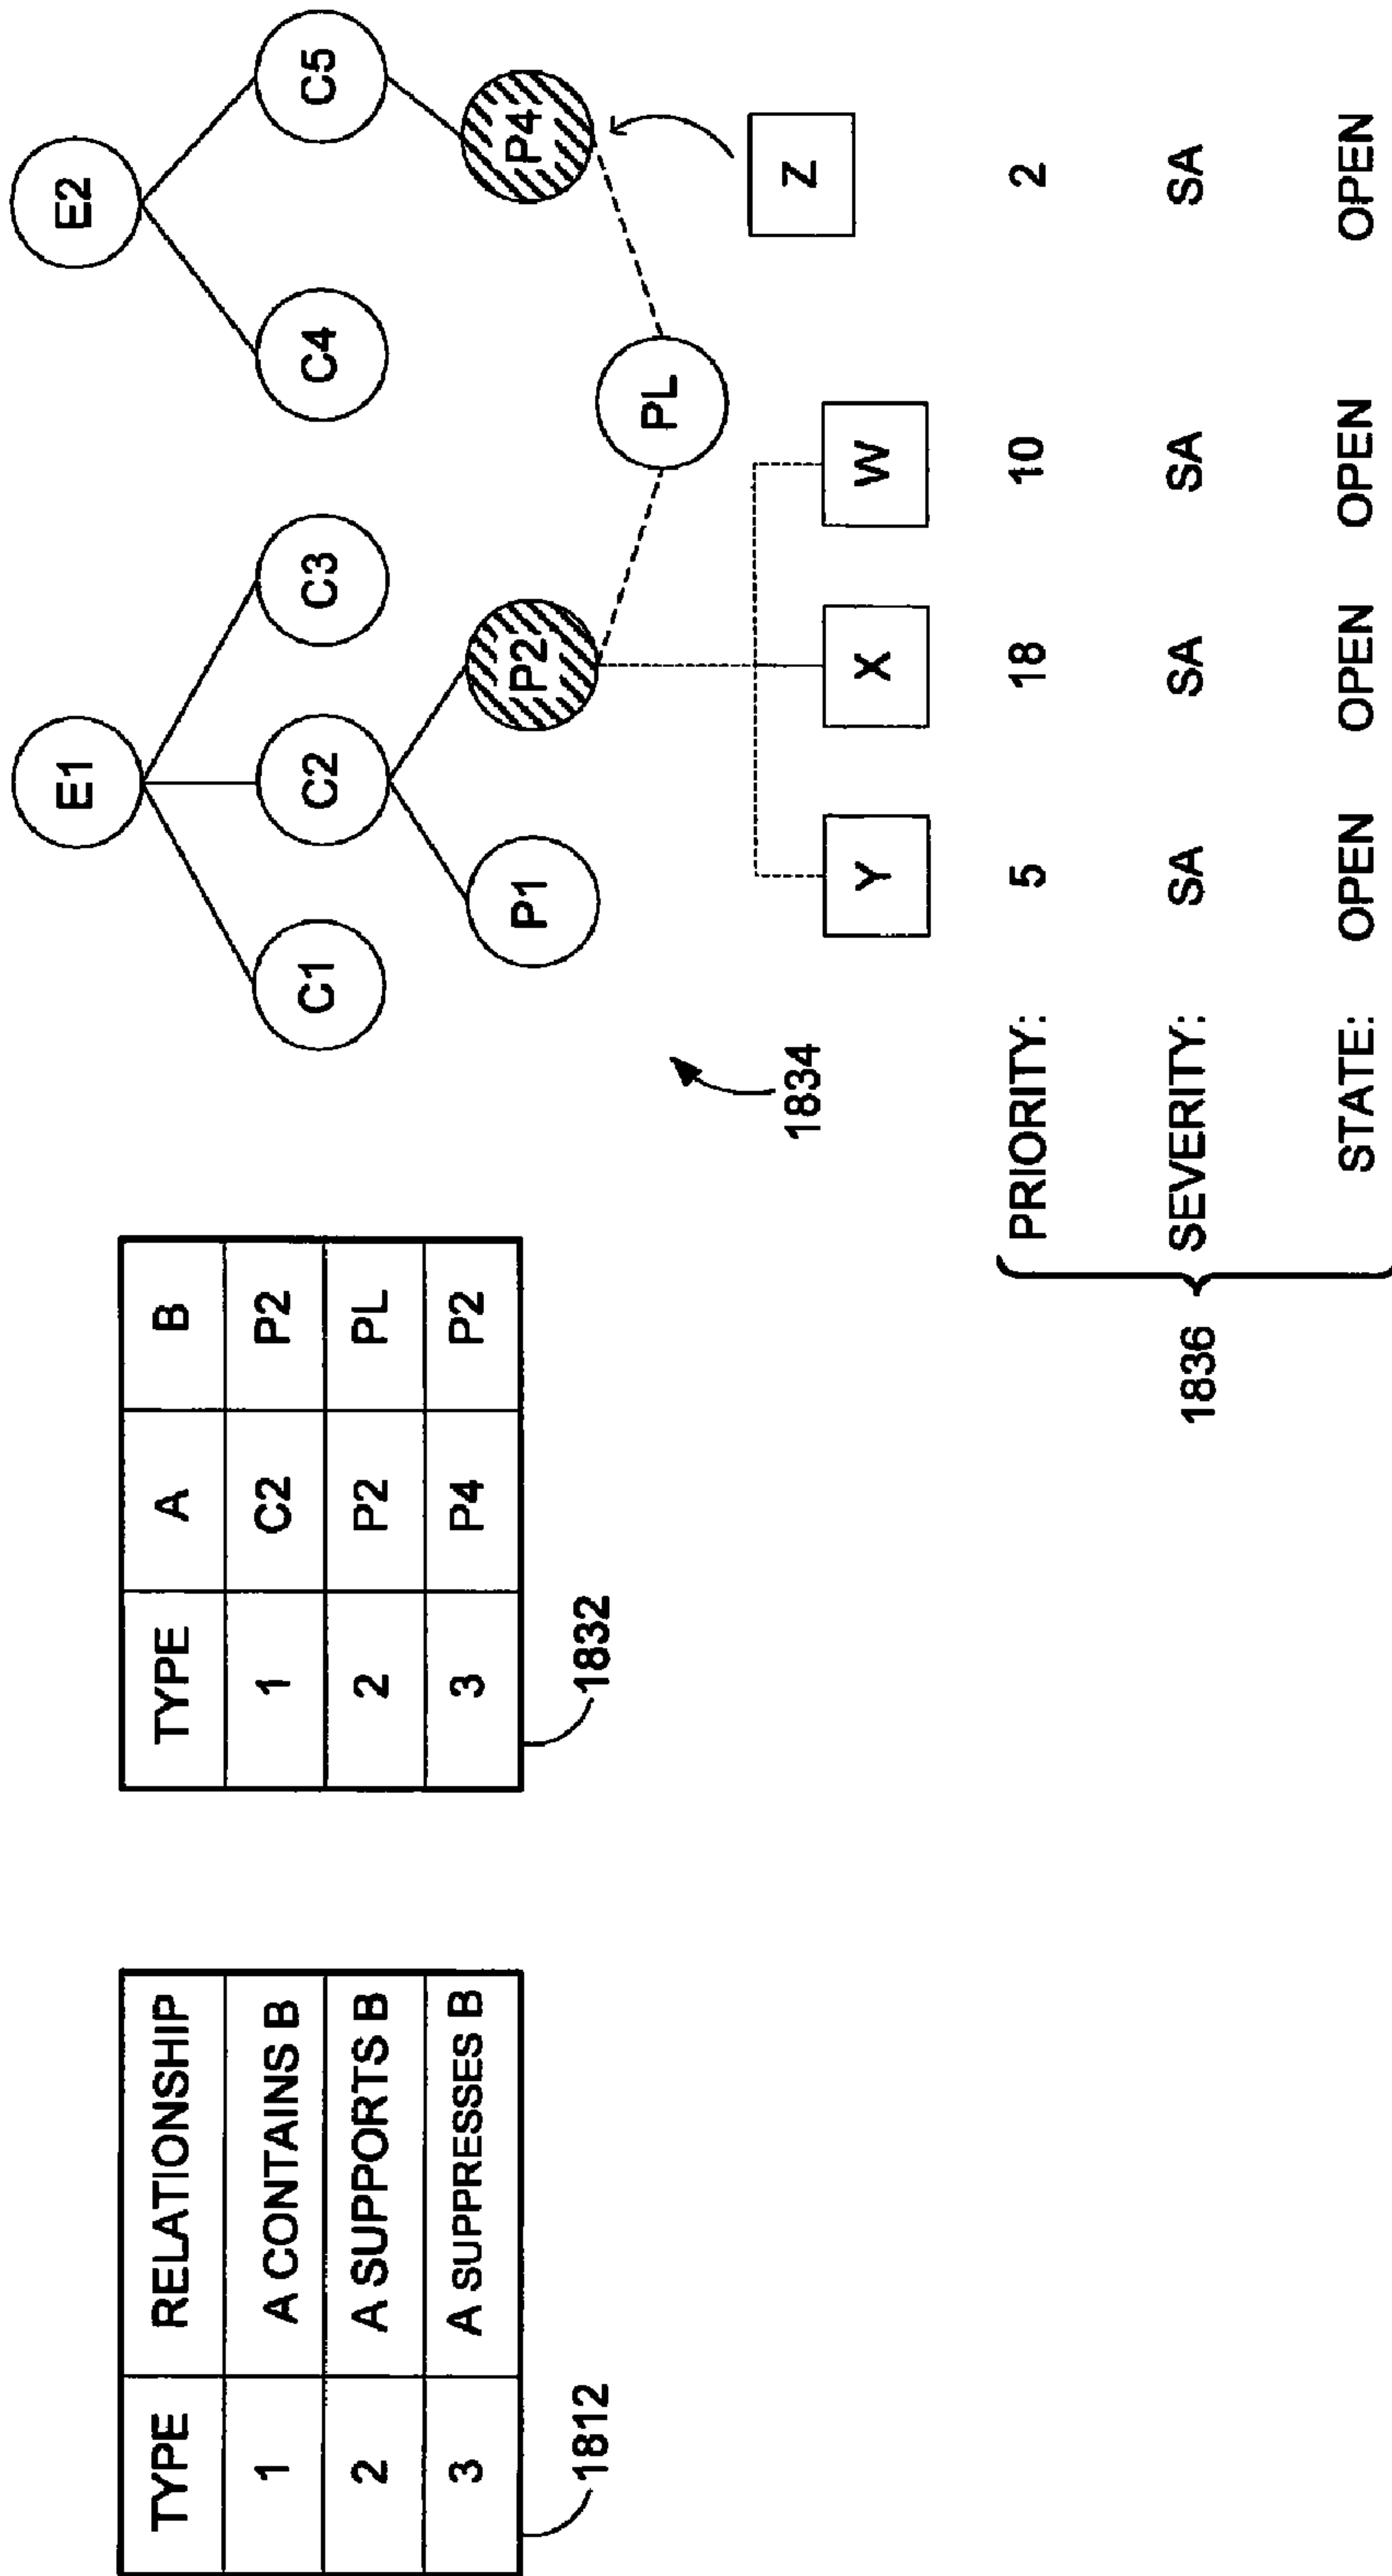 TYPE RELATIONSHIP
1 A CONTAINS B
2 A SUPPORTS B
3 A SUPPRESSES B
1812
TYPE A B
1 C2 P2
2 P2 PL
3 P4 P2
1832
E1 E2
C1 C2 C3 C4 C5
P1 P2 P4
PL
Y X W Z
1834
PRIORITY: 5 18 10 2
SEVERITY: SA SA SA SA
STATE: OPEN OPEN OPEN OPEN
1836